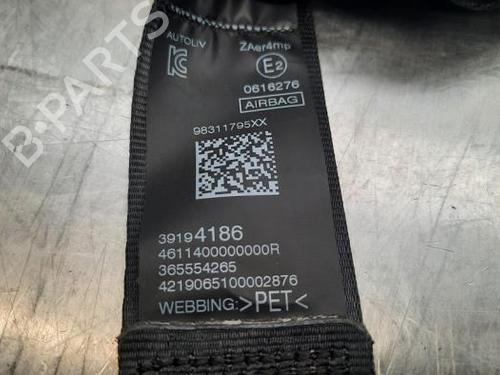 B-PARTS
AUTOLIV
ZAer4mp
E2
0616276
AIRBAG
98311795XX
39194186
4611400000000R
365554265
4219065100002876
WEBBING: >PET<